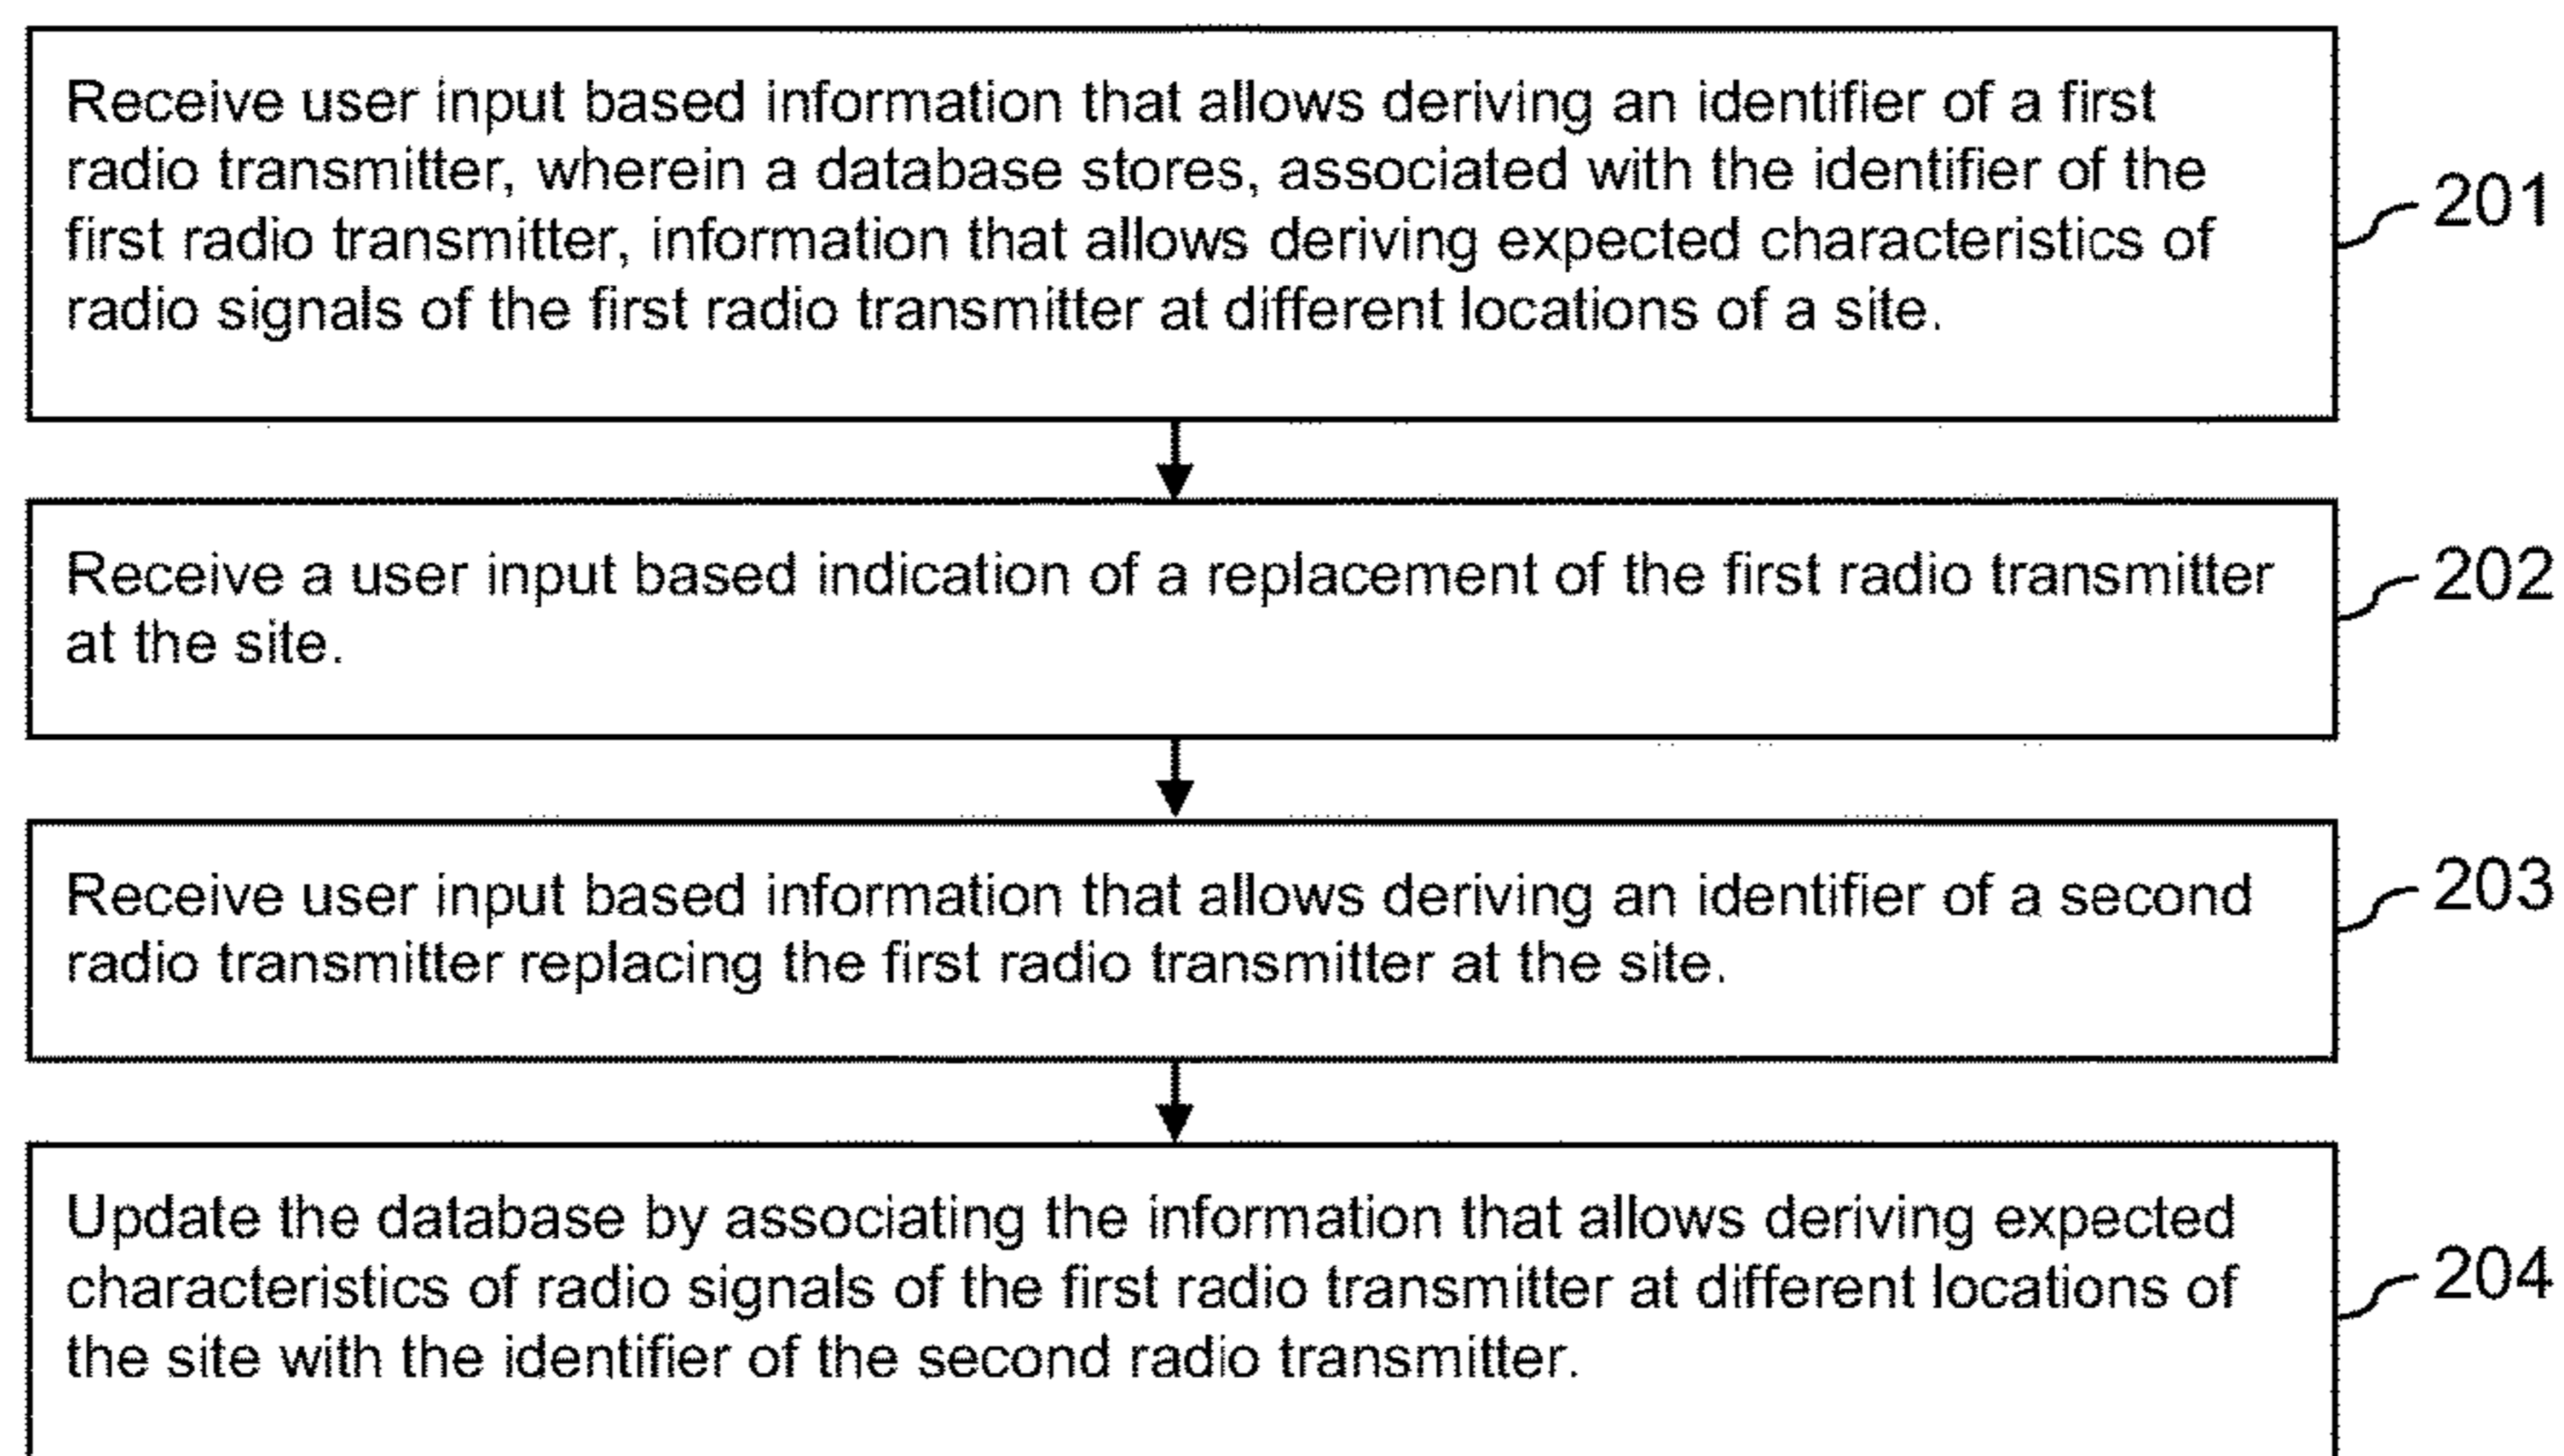 Receive user input based information that allows deriving an identifier of a first
radio transmitter, wherein a database stores, associated with the identifier of the
first radio transmitter, information that allows deriving expected characteristics of
radio signals of the first radio transmitter at different locations of a site.
201
Receive a user input based indication of a replacement of the first radio transmitter
at the site.
202
Receive user input based information that allows deriving an identifier of a second
radio transmitter replacing the first radio transmitter at the site.
203
Update the database by associating the information that allows deriving expected
characteristics of radio signals of the first radio transmitter at different locations of
the site with the identifier of the second radio transmitter.
204